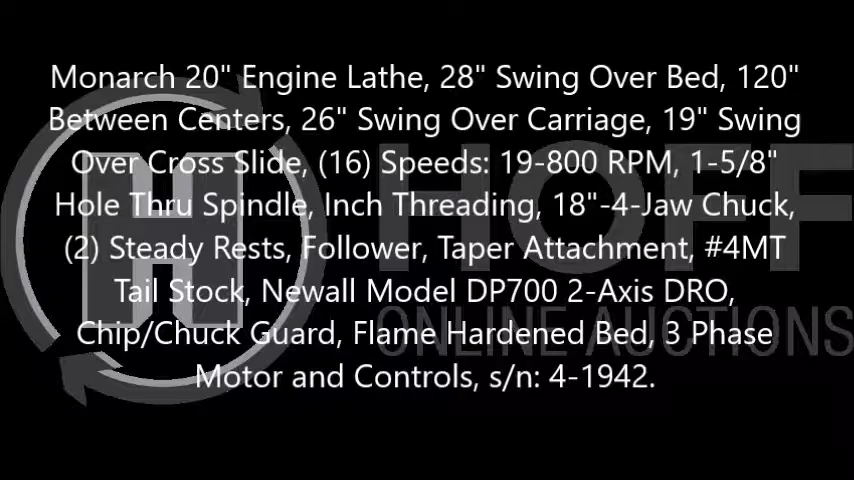 Monarch 20" Engine Lathe, 28" Swing Over Bed, 120"
Between Centers, 26" Swing Over Carriage, 19" Swing
Over Cross Slide, (16) Speeds: 19-800 RPM, 1-5/8"
Hole Thru Spindle, Inch Threading, 18"-4-Jaw Chuck,
(2) Steady Rests, Follower, Taper Attachment, #4MT
Tail Stock, Newall Model DP700 2-Axis DRO,
Chip/Chuck Guard, Flame Hardened Bed, 3 Phase
Motor and Controls, s/n: 4-1942.
H
HOFF
ONLINE AUCTIONS